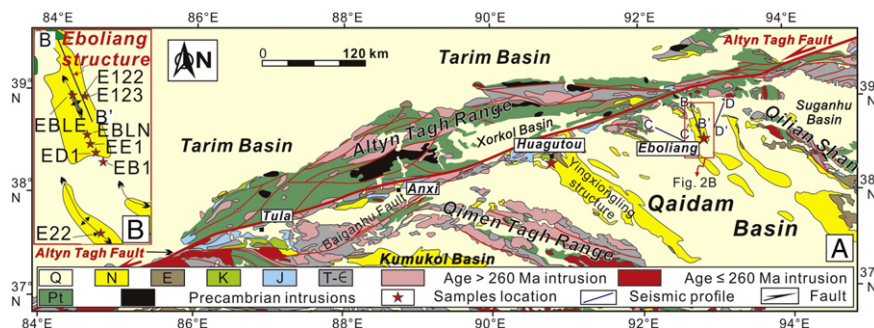 84°E
86°E
88°E
90°E
92°E
94°E
B
Eboliang
structure
E122
E123
B'
EBLE
EBLN
EE1
ED1
EB1
E22
B
N
0
120 km
Tarim Basin
Altyn Tagh Fault
39°
N
39°
N
Altyn Tagh Range
Xorkol Basin
Suganhu
Basin
Qilian Shan
B
D
C
B'
C'
D'
Huagutou
Eboliang
Tarim Basin
Fig. 2B
38°
N
38°
N
Anxi
Yingxiongling
structure
Qaidam
Basin
Tula
Baiganhu Fault
Qimen Tagh Range
Altyn Tagh Fault
Kumukol Basin
A
37°
N
37°
N
Q
N
E
K
J
T-∈
Age > 260 Ma intrusion
Age ≤ 260 Ma intrusion
Pt
Precambrian intrusions
Samples location
Seismic profile
Fault
84°E
86°E
88°E
90°E
92°E
94°E